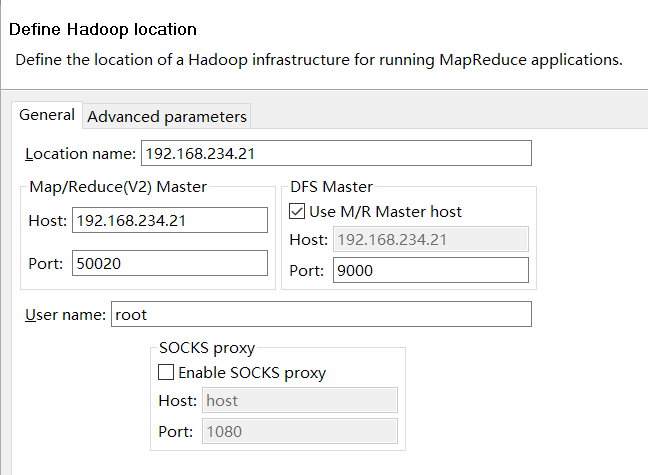 Define Hadoop location
Define the location of a Hadoop infrastructure for running MapReduce applications.
General Advanced parameters
Location name: 192.168.234.21
Map/Reduce(V2) Master
Host: 192.168.234.21
Port: 50020
DFS Master
Use M/R Master host
Host: 192.168.234.21
Port: 9000
User name: root
SOCKS proxy
Enable SOCKS proxy
Host: host
Port: 1080